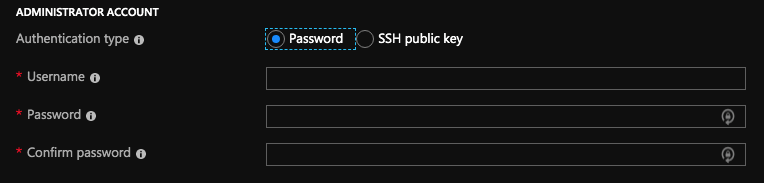 ADMINISTRATOR ACCOUNT
Authentication type Password SSH public key
* Username
* Password
* Confirm password